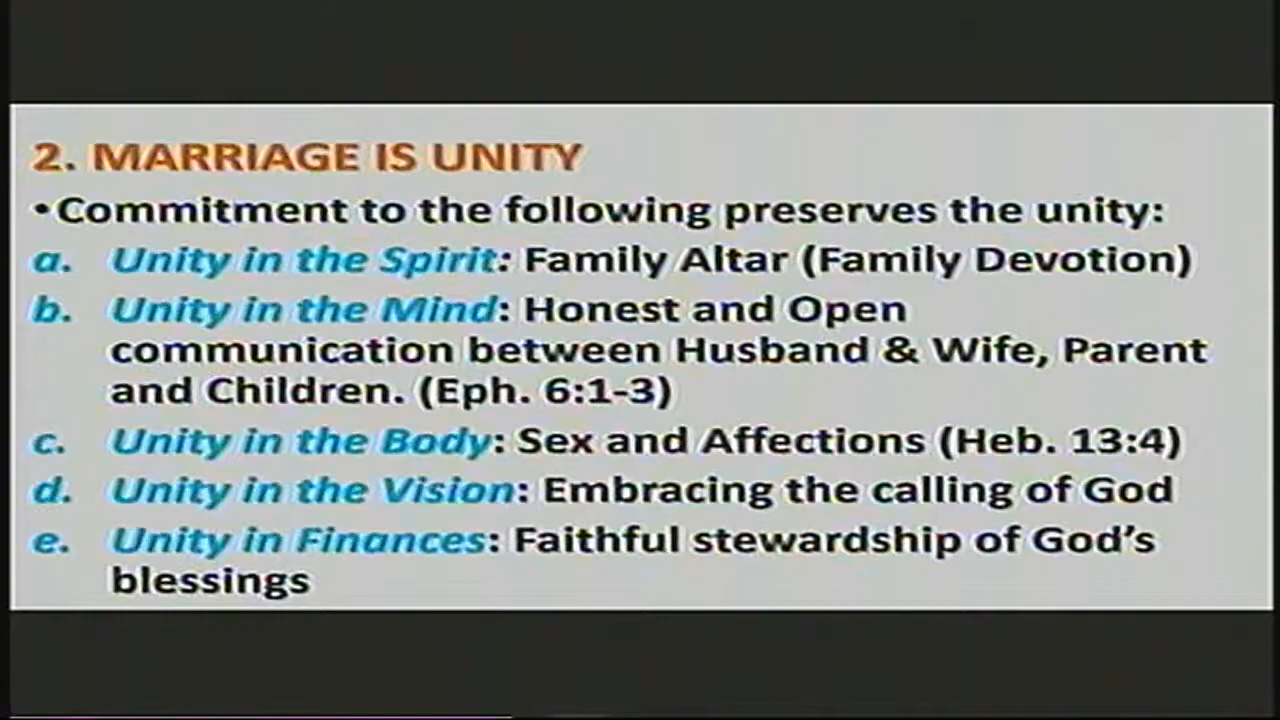 2. MARRIAGE IS UNITY
•Commitment to the following preserves the unity:
a. Unity in the Spirit: Family Altar (Family Devotion)
b. Unity in the Mind: Honest and Open
communication between Husband & Wife, Parent
and Children. (Eph. 6:1-3)
c. Unity in the Body: Sex and Affections (Heb. 13:4)
d. Unity in the Vision: Embracing the calling of God
e. Unity in Finances: Faithful stewardship of God's
blessings